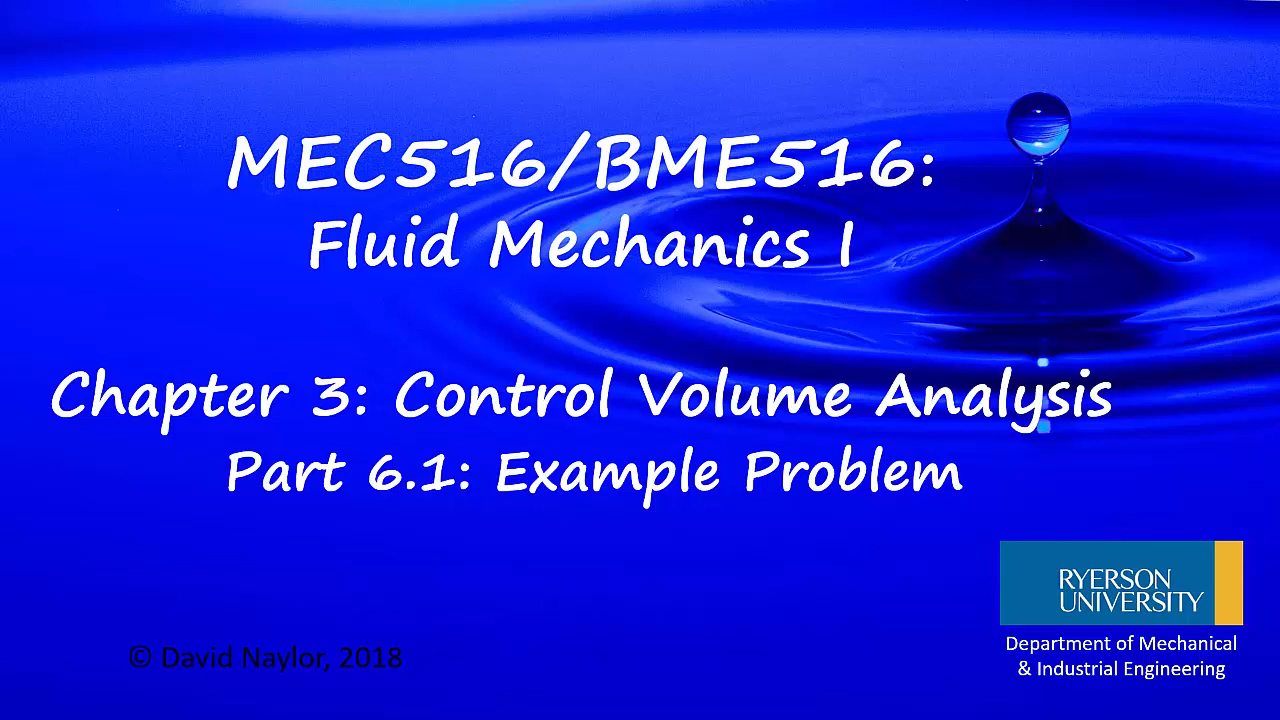 MEC516/BME516:
Fluid Mechanics I
Chapter 3: Control Volume Analysis
Part 6.1: Example Problem
RYERSON
UNIVERSITY
Department of Mechanical
& Industrial Engineering
© David Naylor, 2018